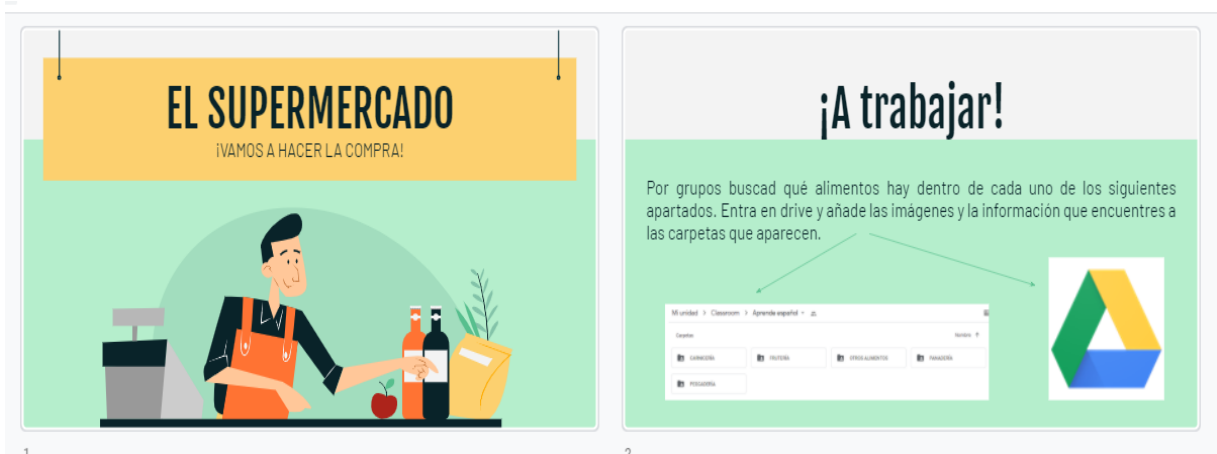 EL SUPERMERCADO
¡VAMOS A HACER LA COMPRA!
¡A trabajar!
Por grupos buscad qué alimentos hay dentro de cada uno de los siguientes
apartados. Entra en drive y añade las imágenes y la información que encuentres a
las carpetas que aparecen.
Mi unidad > Classroom > Aprende español
Carpetas Nombre ↑
CARNICERÍA FRUTERÍA OTROS ALIMENTOS PANADERÍA
PESCADERÍA